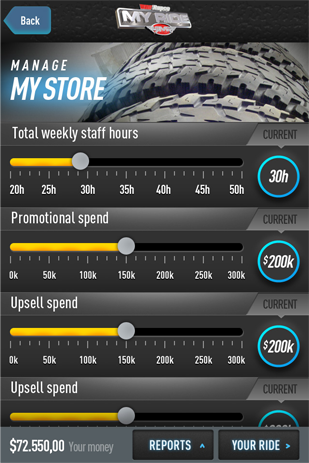 Back
MY RIDE
MANAGE
MY STORE
Total weekly staff hours
CURRENT
20h 25h 30h 35h 40h 45h 50h
30h
Promotional spend
CURRENT
0k 50k 100k 150k 200k 250k 300k
$200k
Upsell spend
CURRENT
0k 50k 100k 150k 200k 250k 300k
$200k
Upsell spend
CURRENT
$72.550,00 Your money
REPORTS
YOUR RIDE >